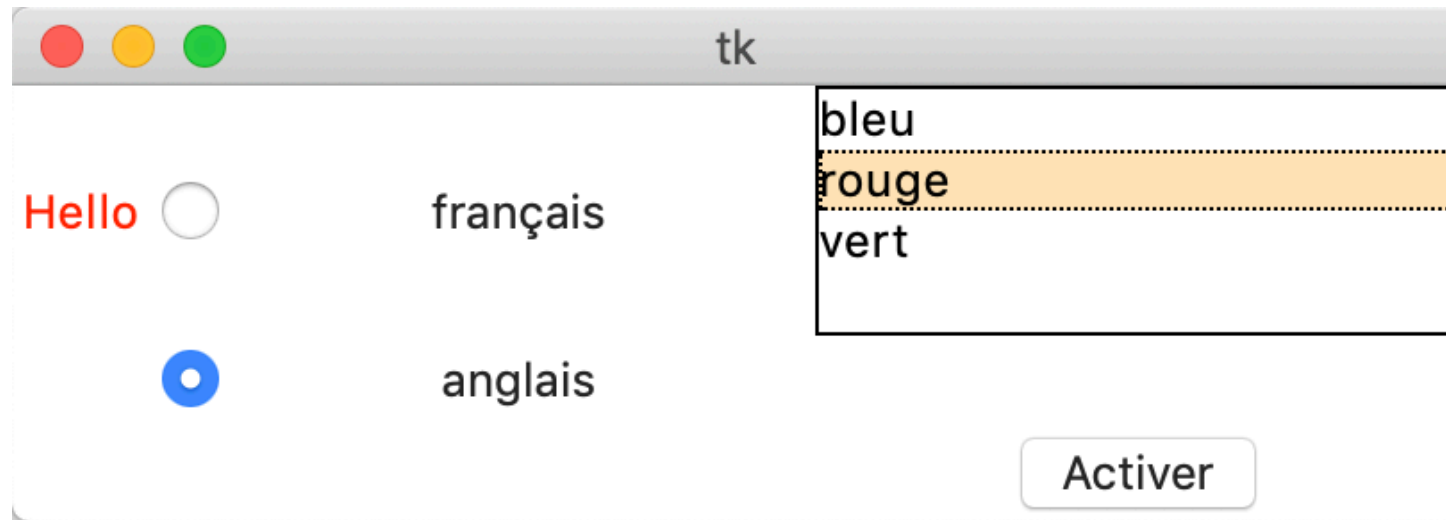 tk
bleu
rouge
Hello français
vert
anglais
Activer